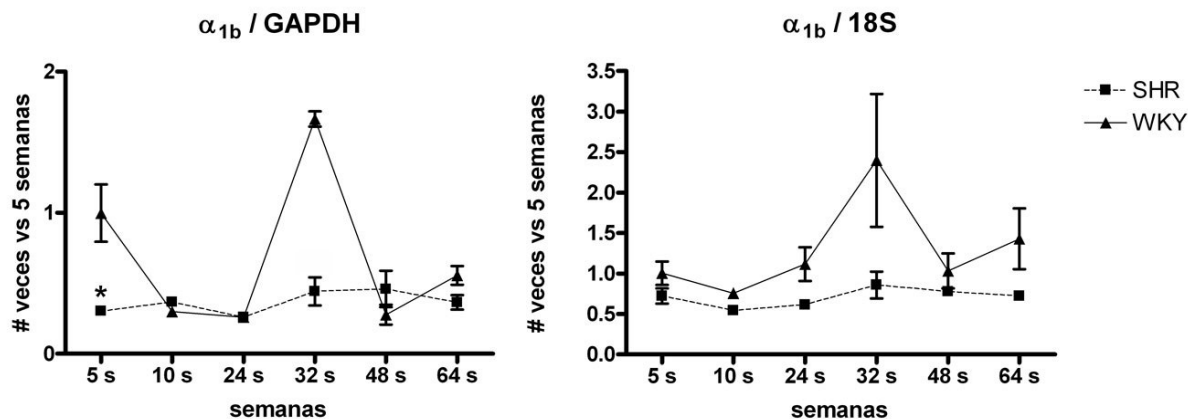 α1b / GAPDH
# veces vs 5 semanas
2
1
0
*
5 s 10 s 24 s 32 s 48 s 64 s
semanas
α1b / 18S
# veces vs 5 semanas
3.5
3.0
2.5
2.0
1.5
1.0
0.5
0.0
5 s 10 s 24 s 32 s 48 s 64 s
semanas
SHR
WKY